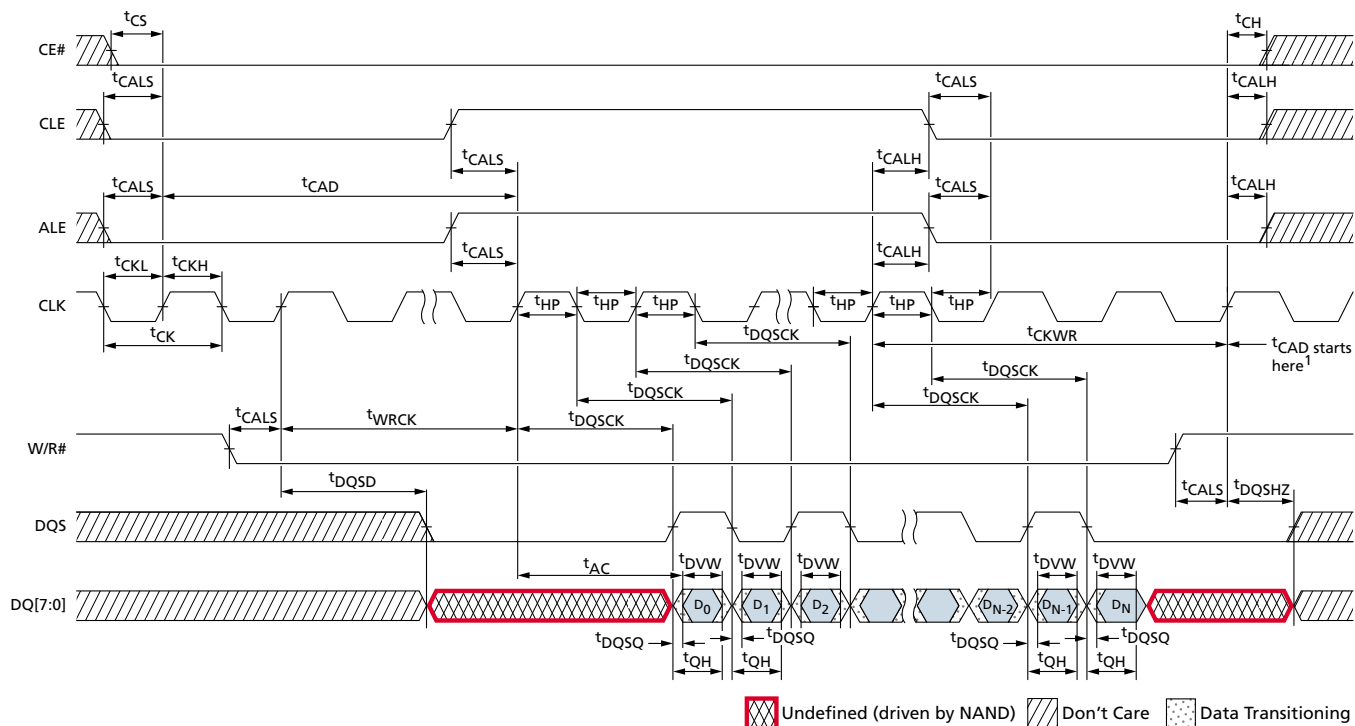 tCS tCH
CE#
tCALS tCALS tCALH
CLE
tCALS tCALH
tCALS tCAD tCALS tCALH
ALE
tCALS tCALH
tCKL tCKH
CLK tHP tHP tHP tHP tHP tHP
tCK tDQSCK tCKWR tCAD starts
here1
tDQSCK tDQSCK
tDQSCK tDQSCK
tCALS tWRCK tDQSCK
W/R#
tDQSD tCALS tDQSHZ
DQS
tAC tDVW tDVW tDVW tDVW tDVW
DQ[7:0] D0 D1 D2 DN-2 DN-1 DN
tDQSQ tDQSQ tDQSQ tDQSQ
tQH tQH tQH tQH
Undefined (driven by NAND) Don't Care Data Transitioning